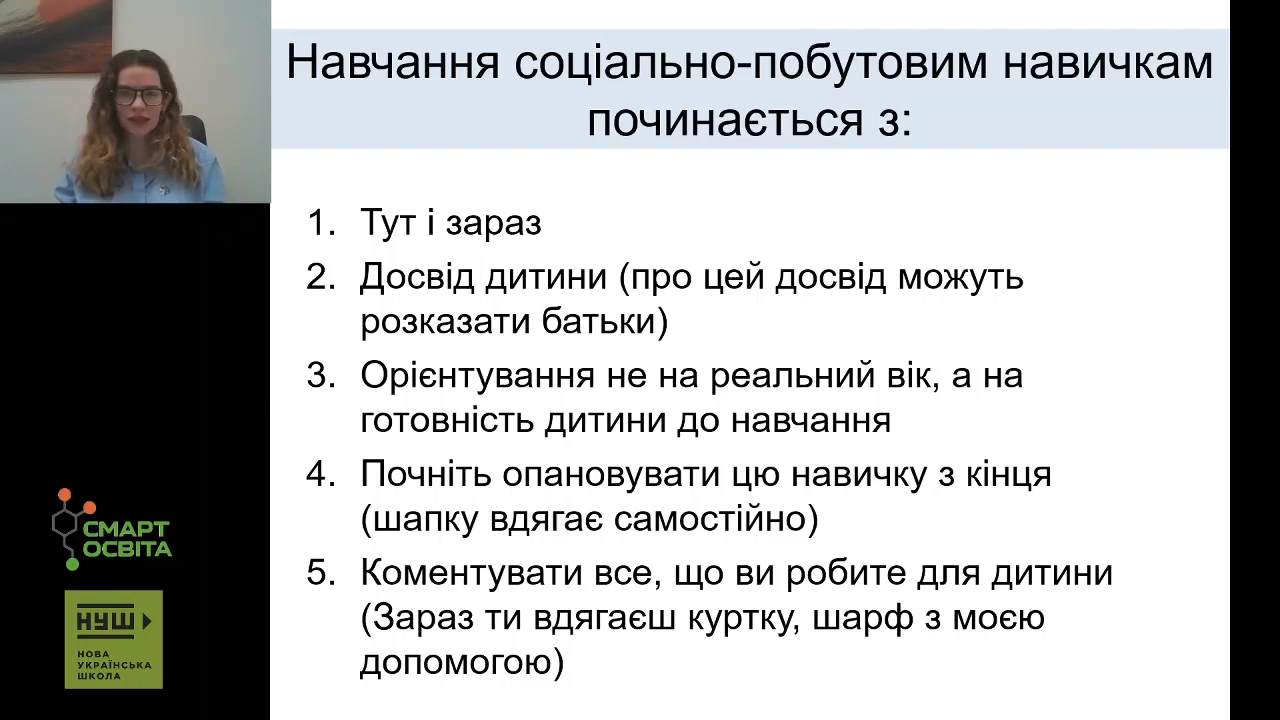 Навчання соціально-побутовим навичкам
починається з:
1. Тут і зараз
2. Досвід дитини (про цей досвід можуть
розказати батьки)
3. Орієнтування не на реальний вік, а на
готовність дитини до навчання
4. Почніть опановувати цю навичку з кінця
(шапку вдягає самостійно)
5. Коментувати все, що ви робите для дитини
(Зараз ти вдягаєш куртку, шарф з моєю
допомогою)
СМАРТ
ОСВІТА
НУШ
НОВА
УКРАЇНСЬКА
ШКОЛА